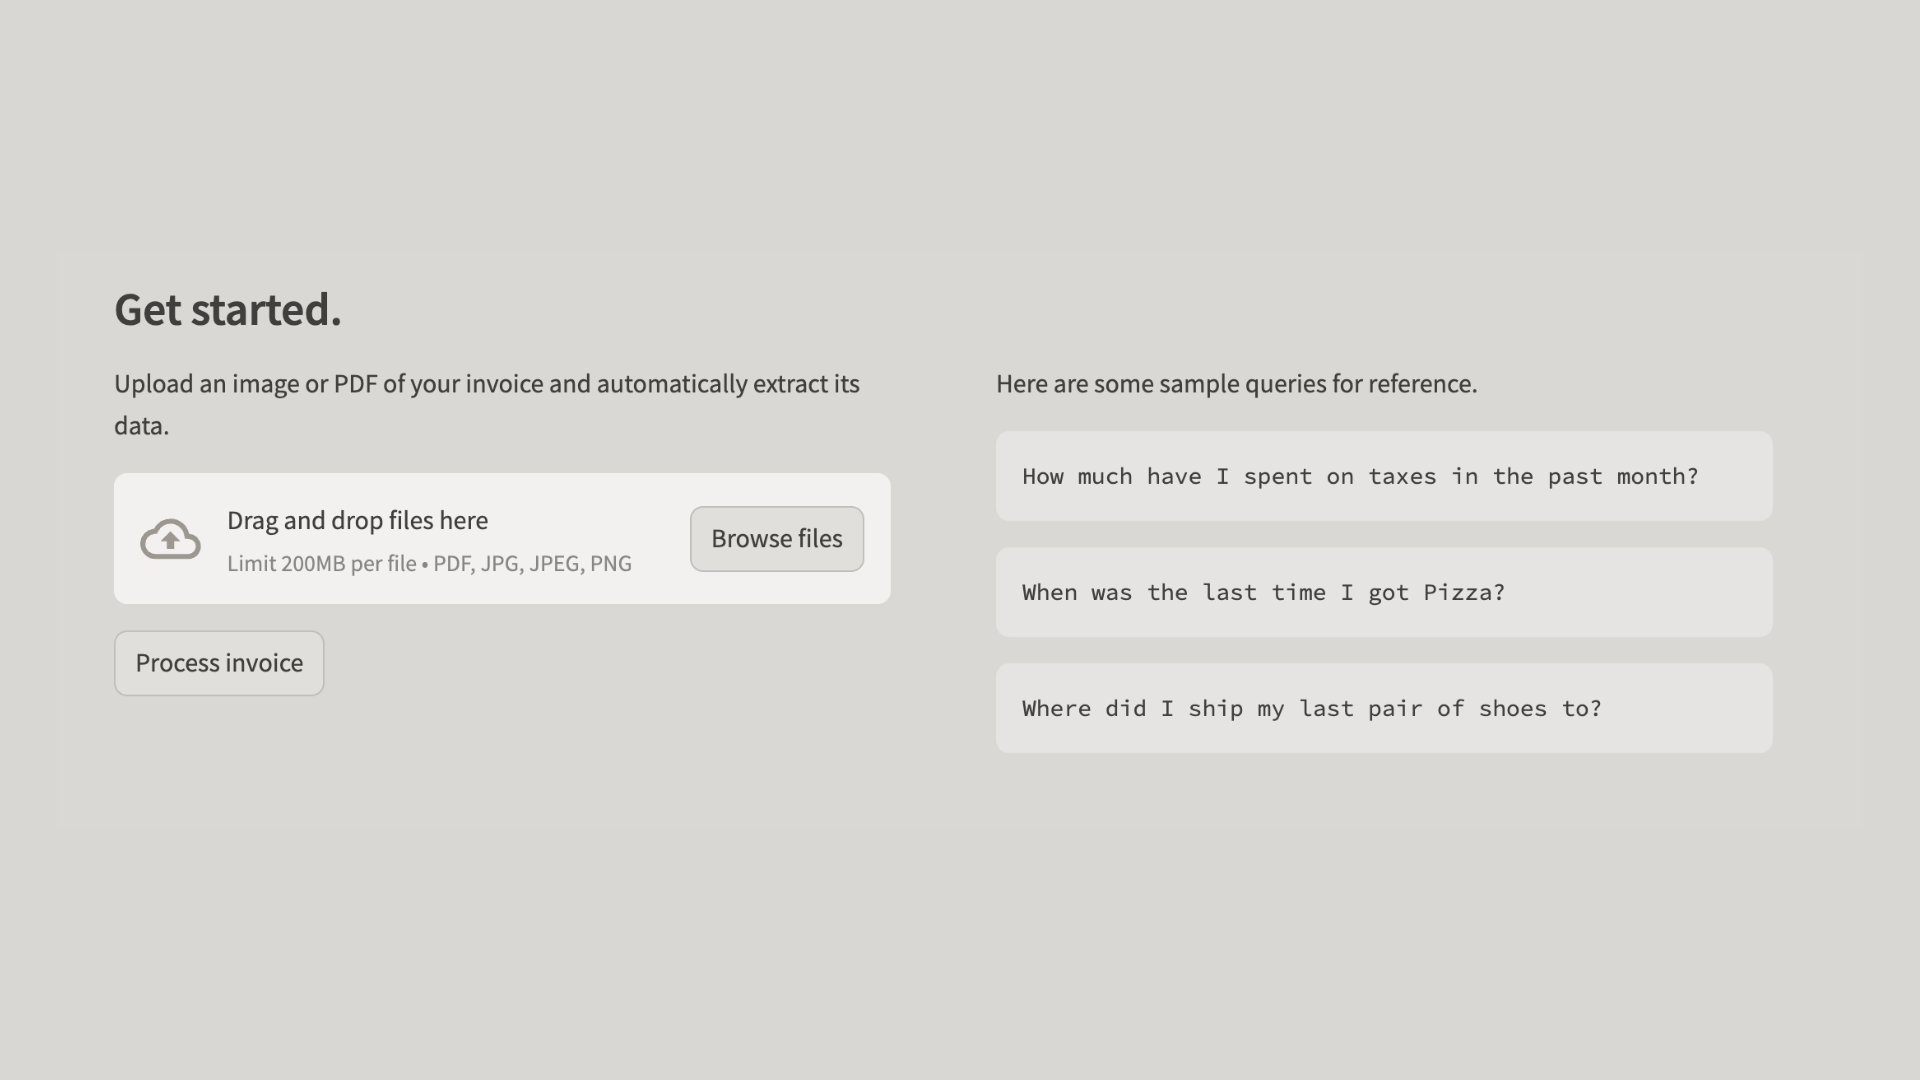 Get started.
Upload an image or PDF of your invoice and automatically extract its
data.
Drag and drop files here
Limit 200MB per file • PDF, JPG, JPEG, PNG
Browse files
Process invoice
Here are some sample queries for reference.
How much have I spent on taxes in the past month?
When was the last time I got Pizza?
Where did I ship my last pair of shoes to?